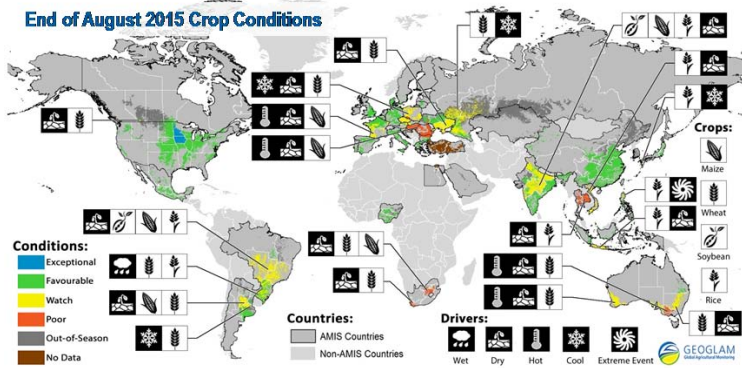 End of August 2015 Crop Conditions
Crops:
Maize
Wheat
Soybean
Rice
Conditions:
Exceptional
Favourable
Watch
Poor
Out-of-Season
No Data
Countries:
AMIS Countries
Non-AMIS Countries
Drivers:
Wet
Dry
Hot
Cool
Extreme Event
GEOGLAM
Global Agricultural Monitoring